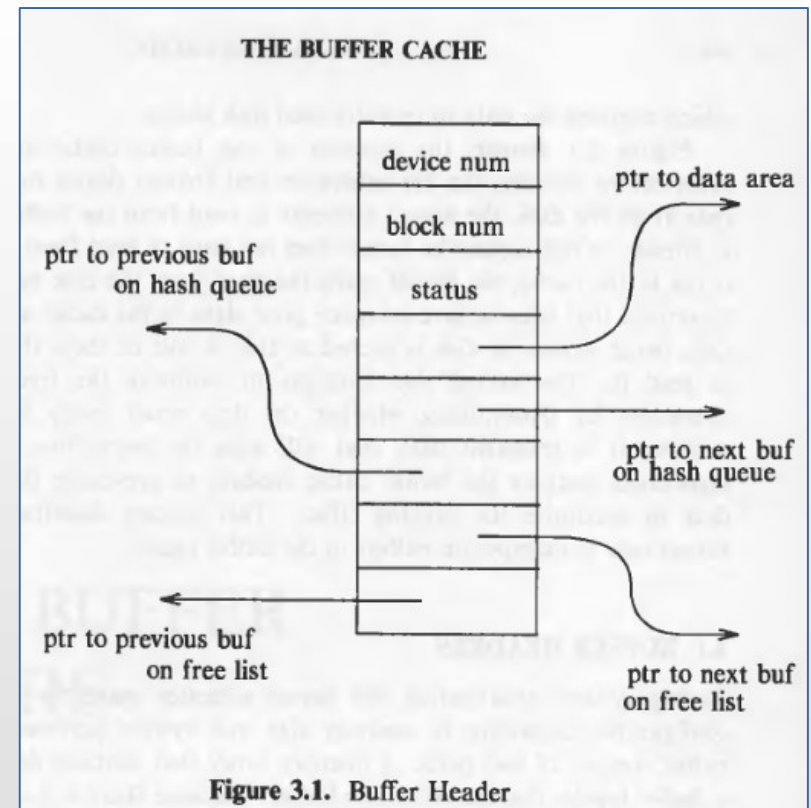 THE BUFFER CACHE
device num
block num
status
ptr to data area
ptr to previous buf
on hash queue
ptr to next buf
on hash queue
ptr to previous buf
on free list
ptr to next buf
on free list
Figure 3.1. Buffer Header